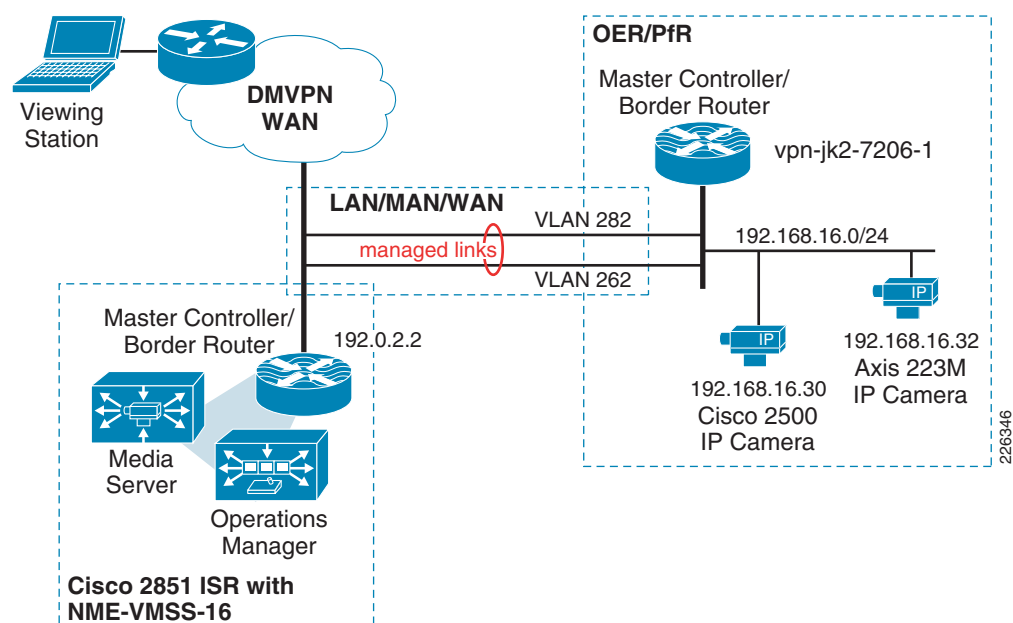 OER/PfR
Master Controller/
Border Router
vpn-jk2-7206-1
DMVPN
WAN
Viewing
Station
LAN/MAN/WAN
VLAN 282
managed links
VLAN 262
192.168.16.0/24
IP
IP
192.168.16.32
Axis 223M
IP Camera
192.168.16.30
Cisco 2500
IP Camera
Master Controller/
Border Router
192.0.2.2
Media
Server
Operations
Manager
Cisco 2851 ISR with
NME-VMSS-16
226346